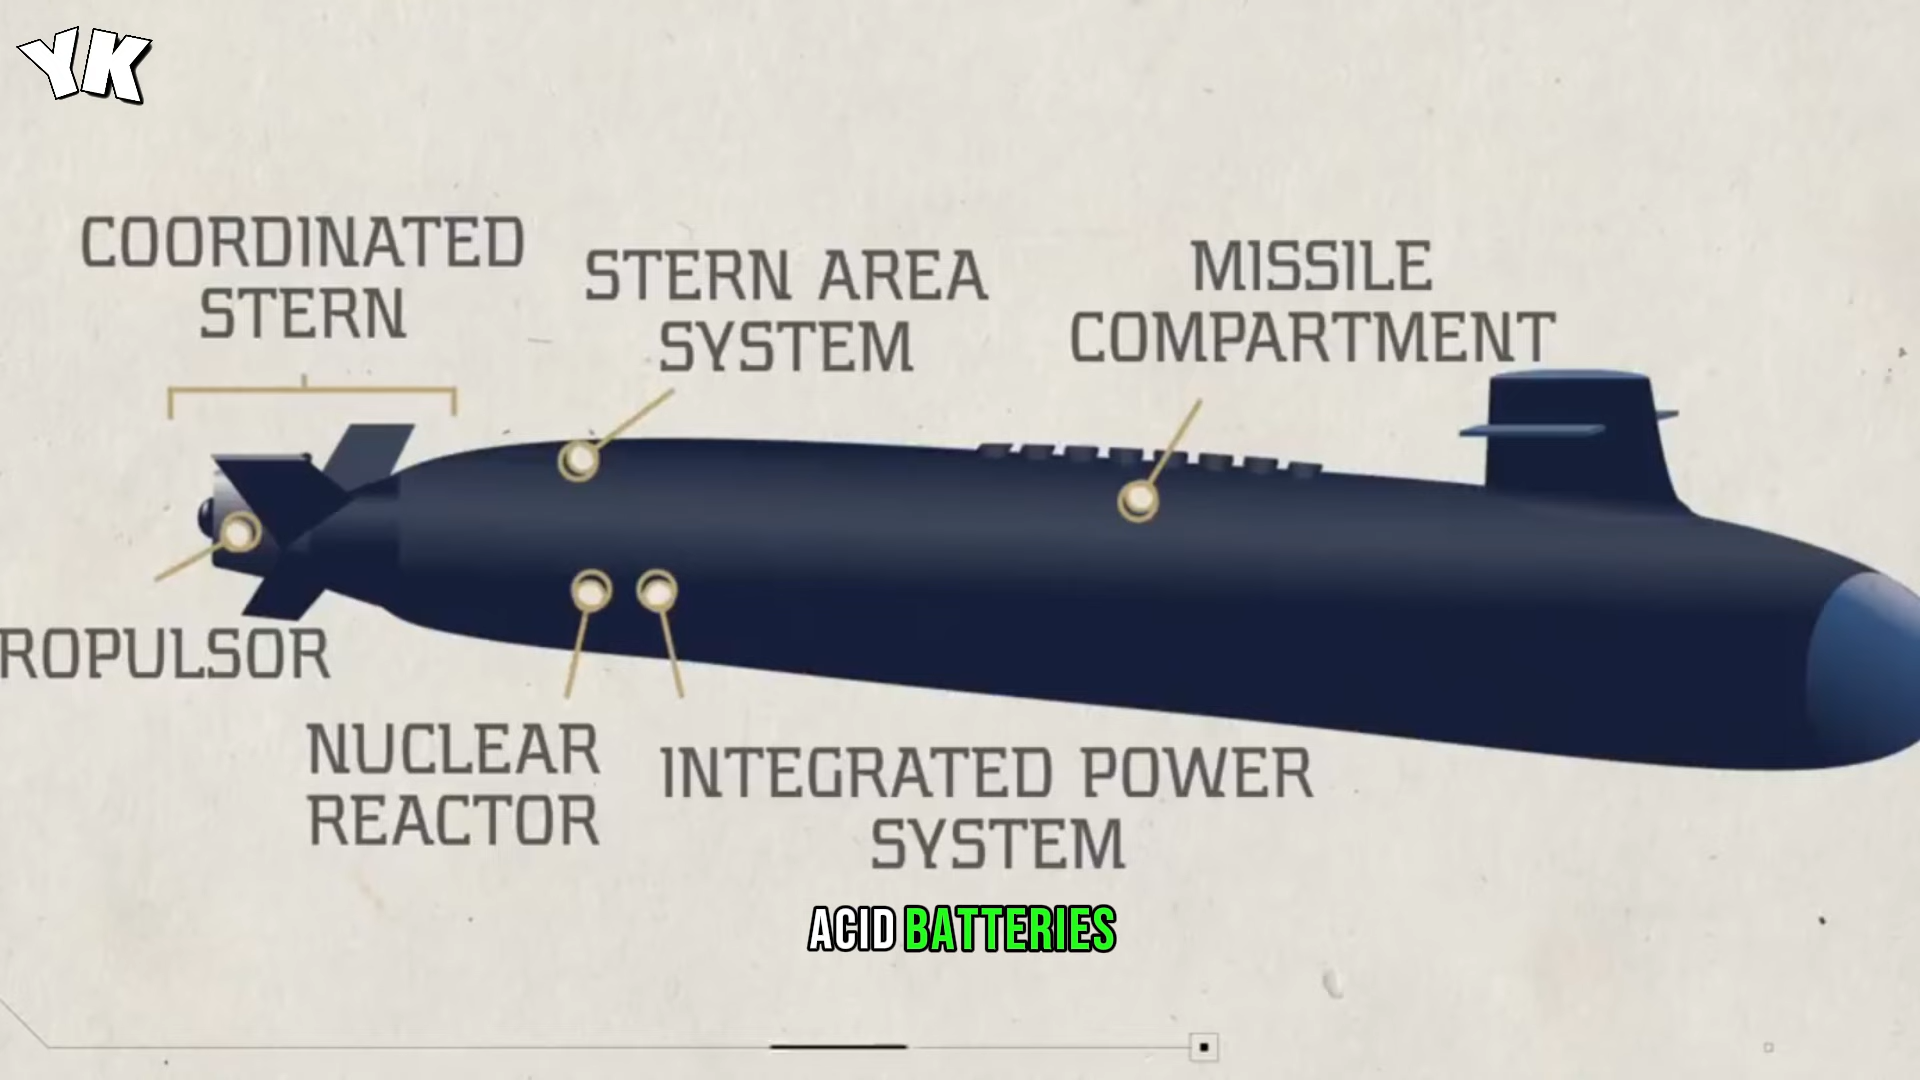 YK
COORDINATED
STERN
STERN AREA
SYSTEM
MISSILE
COMPARTMENT
ROPULSOR
NUCLEAR
REACTOR
INTEGRATED POWER
SYSTEM
ACID BATTERIES